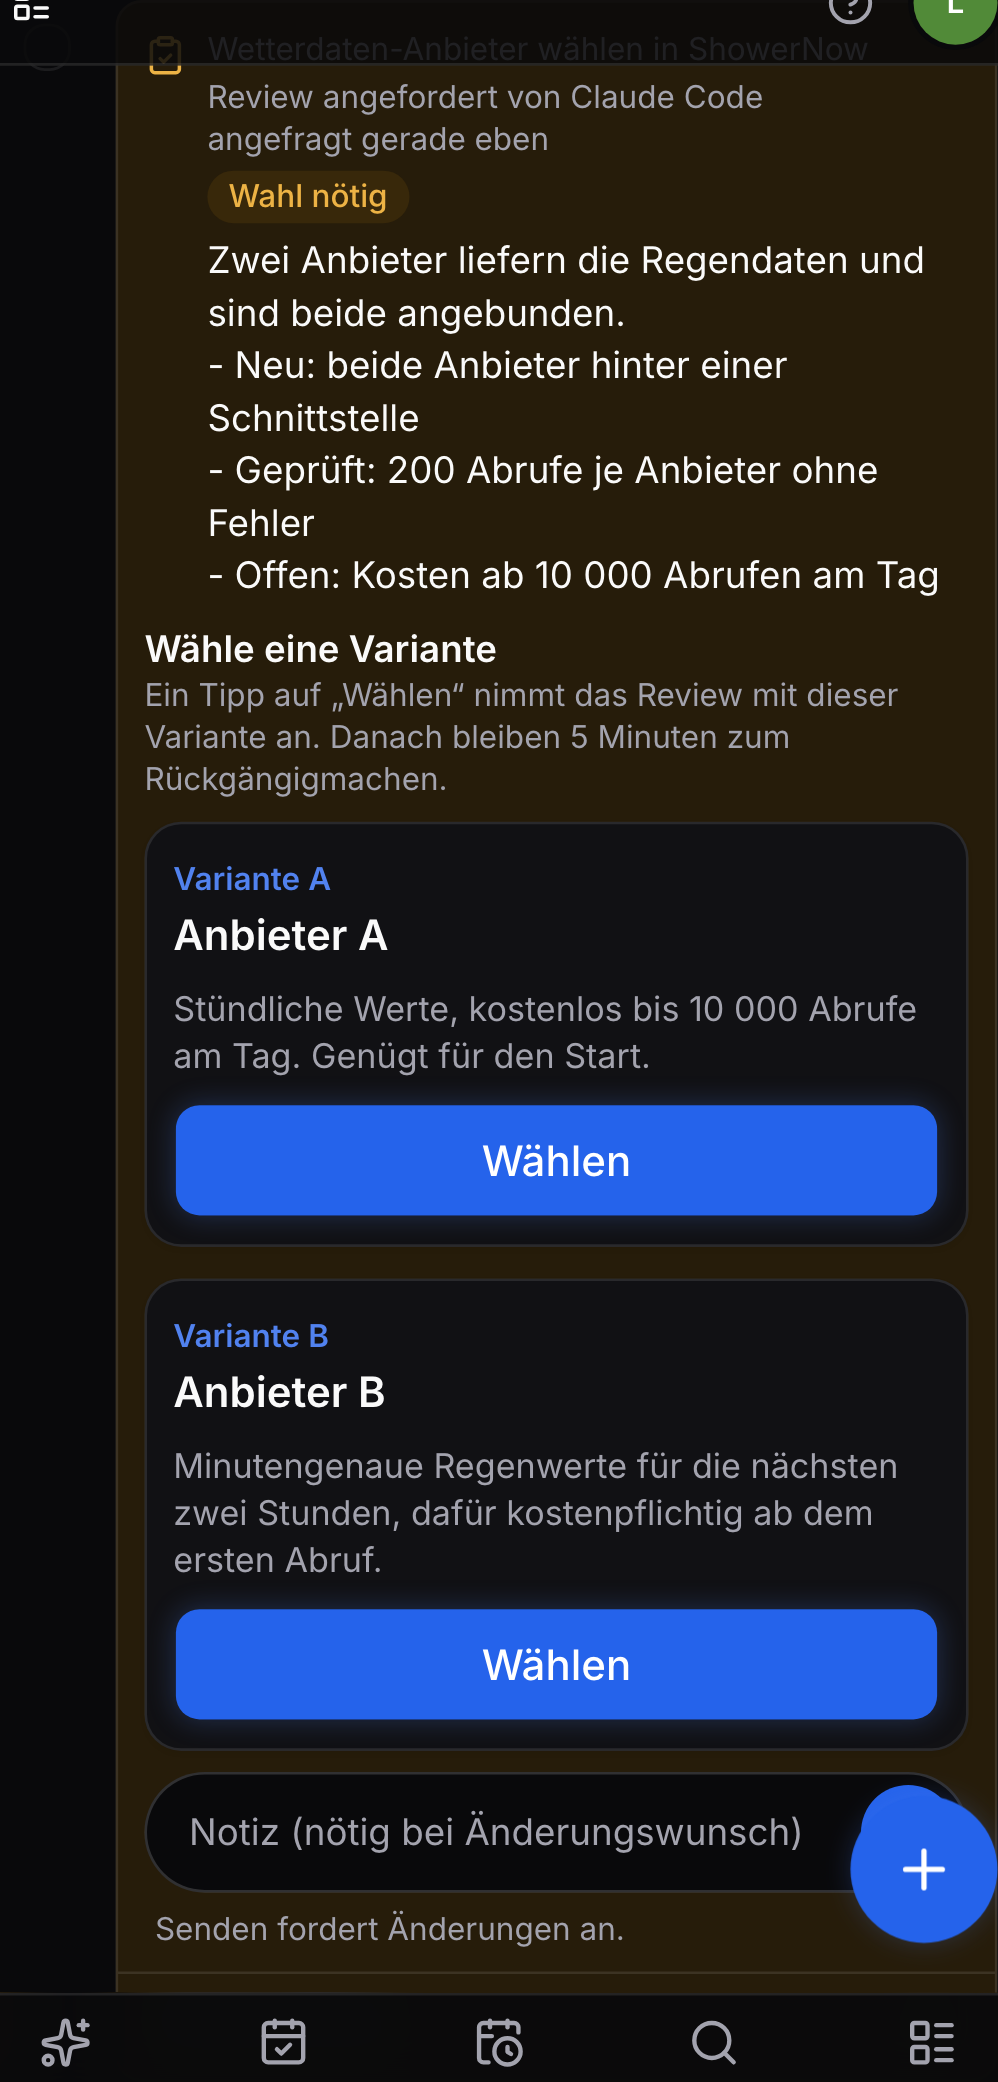 L
Wetterdaten-Anbieter wählen in ShowerNow
Review angefordert von Claude Code
angefragt gerade eben
Wahl nötig
Zwei Anbieter liefern die Regendaten und
sind beide angebunden.
- Neu: beide Anbieter hinter einer
Schnittstelle
- Geprüft: 200 Abrufe je Anbieter ohne
Fehler
- Offen: Kosten ab 10 000 Abrufen am Tag
Wähle eine Variante
Ein Tipp auf „Wählen“ nimmt das Review mit dieser
Variante an. Danach bleiben 5 Minuten zum
Rückgängigmachen.
Variante A
Anbieter A
Stündliche Werte, kostenlos bis 10 000 Abrufe
am Tag. Genügt für den Start.
Wählen
Variante B
Anbieter B
Minutengenaue Regenwerte für die nächsten
zwei Stunden, dafür kostenpflichtig ab dem
ersten Abruf.
Wählen
Notiz (nötig bei Änderungswunsch)
Senden fordert Änderungen an.